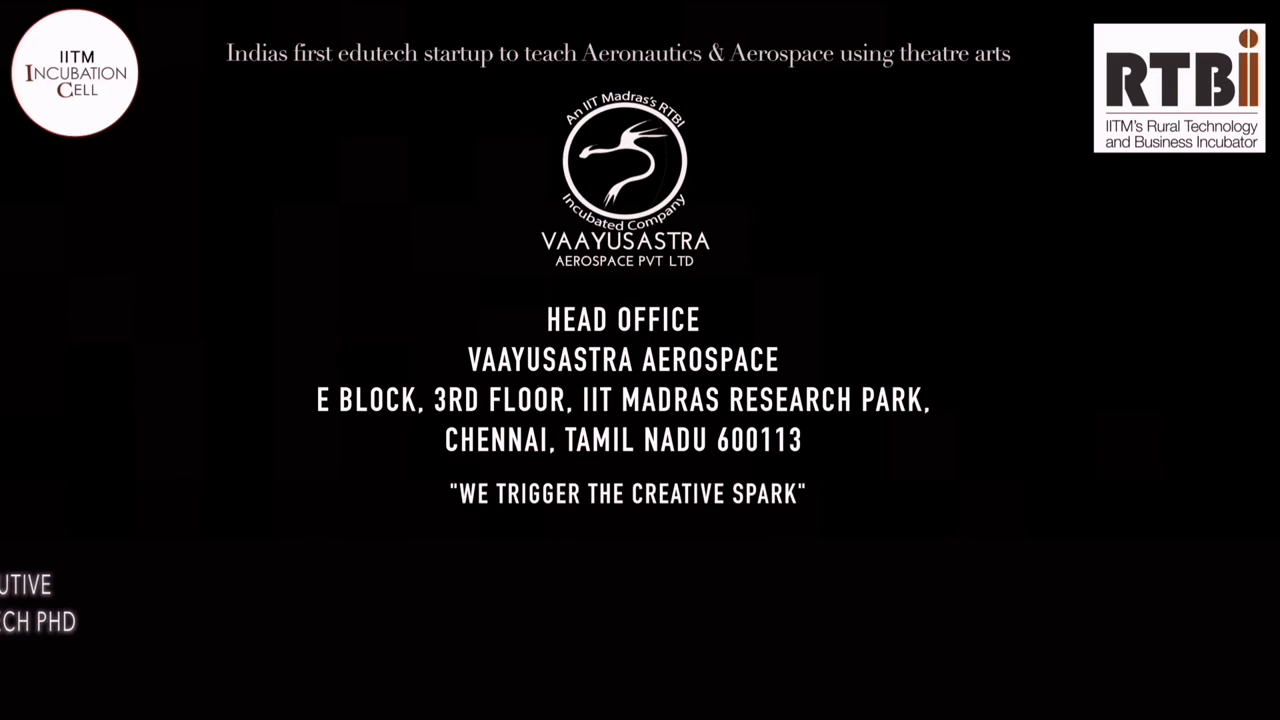 IITM
INCUBATION
CELL
Indias first edutech startup to teach Aeronautics & Aerospace using theatre arts
RTBi
IITM's Rural Technology
and Business Incubator
An IIT Madras's RTBI
Incubated Company
VAAYUSASTRA
AEROSPACE PVT LTD
HEAD OFFICE
VAAYUSASTRA AEROSPACE
E BLOCK, 3RD FLOOR, IIT MADRAS RESEARCH PARK,
CHENNAI, TAMIL NADU 600113
"WE TRIGGER THE CREATIVE SPARK"
PHD